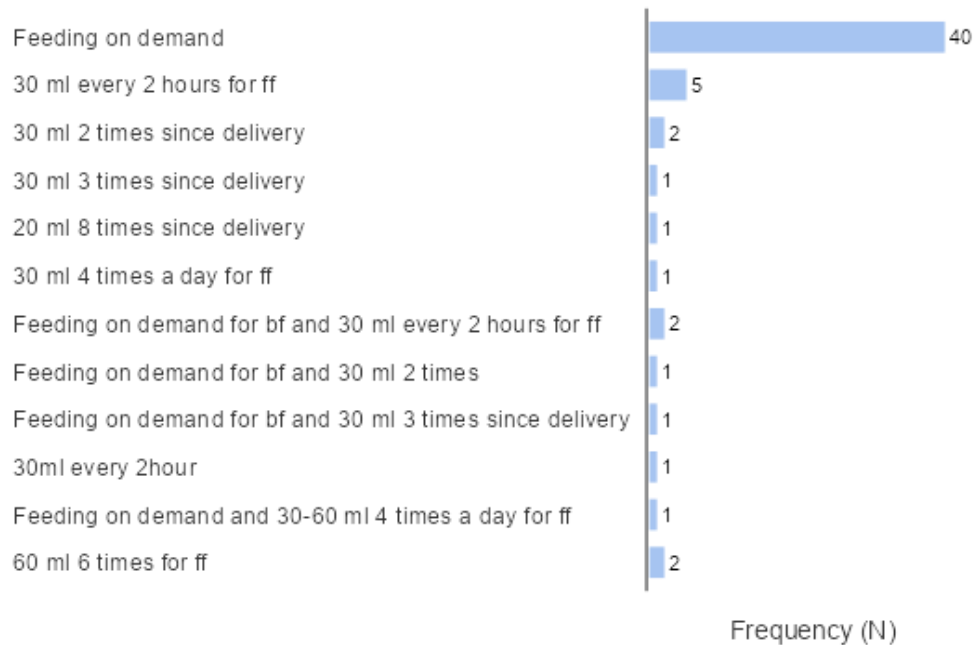 Feeding on demand 40
30 ml every 2 hours for ff 5
30 ml 2 times since delivery 2
30 ml 3 times since delivery 1
20 ml 8 times since delivery 1
30 ml 4 times a day for ff 1
Feeding on demand for bf and 30 ml every 2 hours for ff 2
Feeding on demand for bf and 30 ml 2 times 1
Feeding on demand for bf and 30 ml 3 times since delivery 1
30ml every 2hour 1
Feeding on demand and 30-60 ml 4 times a day for ff 1
60 ml 6 times for ff 2
Frequency (N)